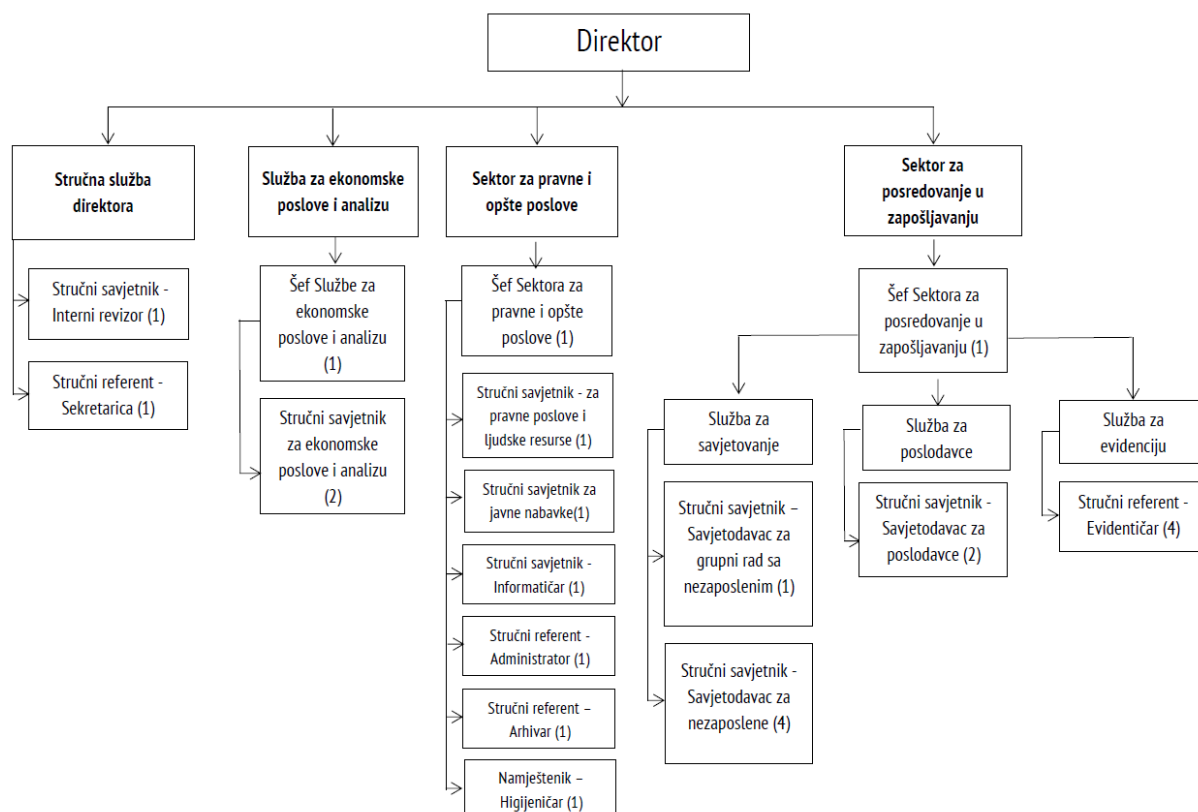 Direktor
Stručna služba
direktora
Služba za ekonomske
poslove i analizu
Sektor za pravne i
opšte poslove
Sektor za
posredovanje u
zapošljavanju
Stručni savjetnik -
Interni revizor (1)
Stručni referent -
Sekretarica (1)
Šef Službe za
ekonomske
poslove i analizu
(1)
Stručni savjetnik
za ekonomske
poslove i analizu
(2)
Šef Sektora za
pravne i opšte
poslove (1)
Stručni savjetnik - za
pravne poslove i
ljudske resurse (1)
Stručni savjetnik za
javne nabavke(1)
Stručni savjetnik -
Informatičar (1)
Stručni referent -
Administrator (1)
Stručni referent –
Arhivar (1)
Namještenik –
Higijeničar (1)
Šef Sektora za
posredovanje u
zapošljavanju (1)
Služba za
savjetovanje
Stručni savjetnik –
Savjetodavac za
grupni rad sa
nezaposlenim (1)
Stručni savjetnik -
Savjetodavac za
nezaposlene (4)
Služba za
poslodavce
Stručni savjetnik -
Savjetodavac za
poslodavce (2)
Služba za
evidenciju
Stručni referent
- Evidentičar (4)